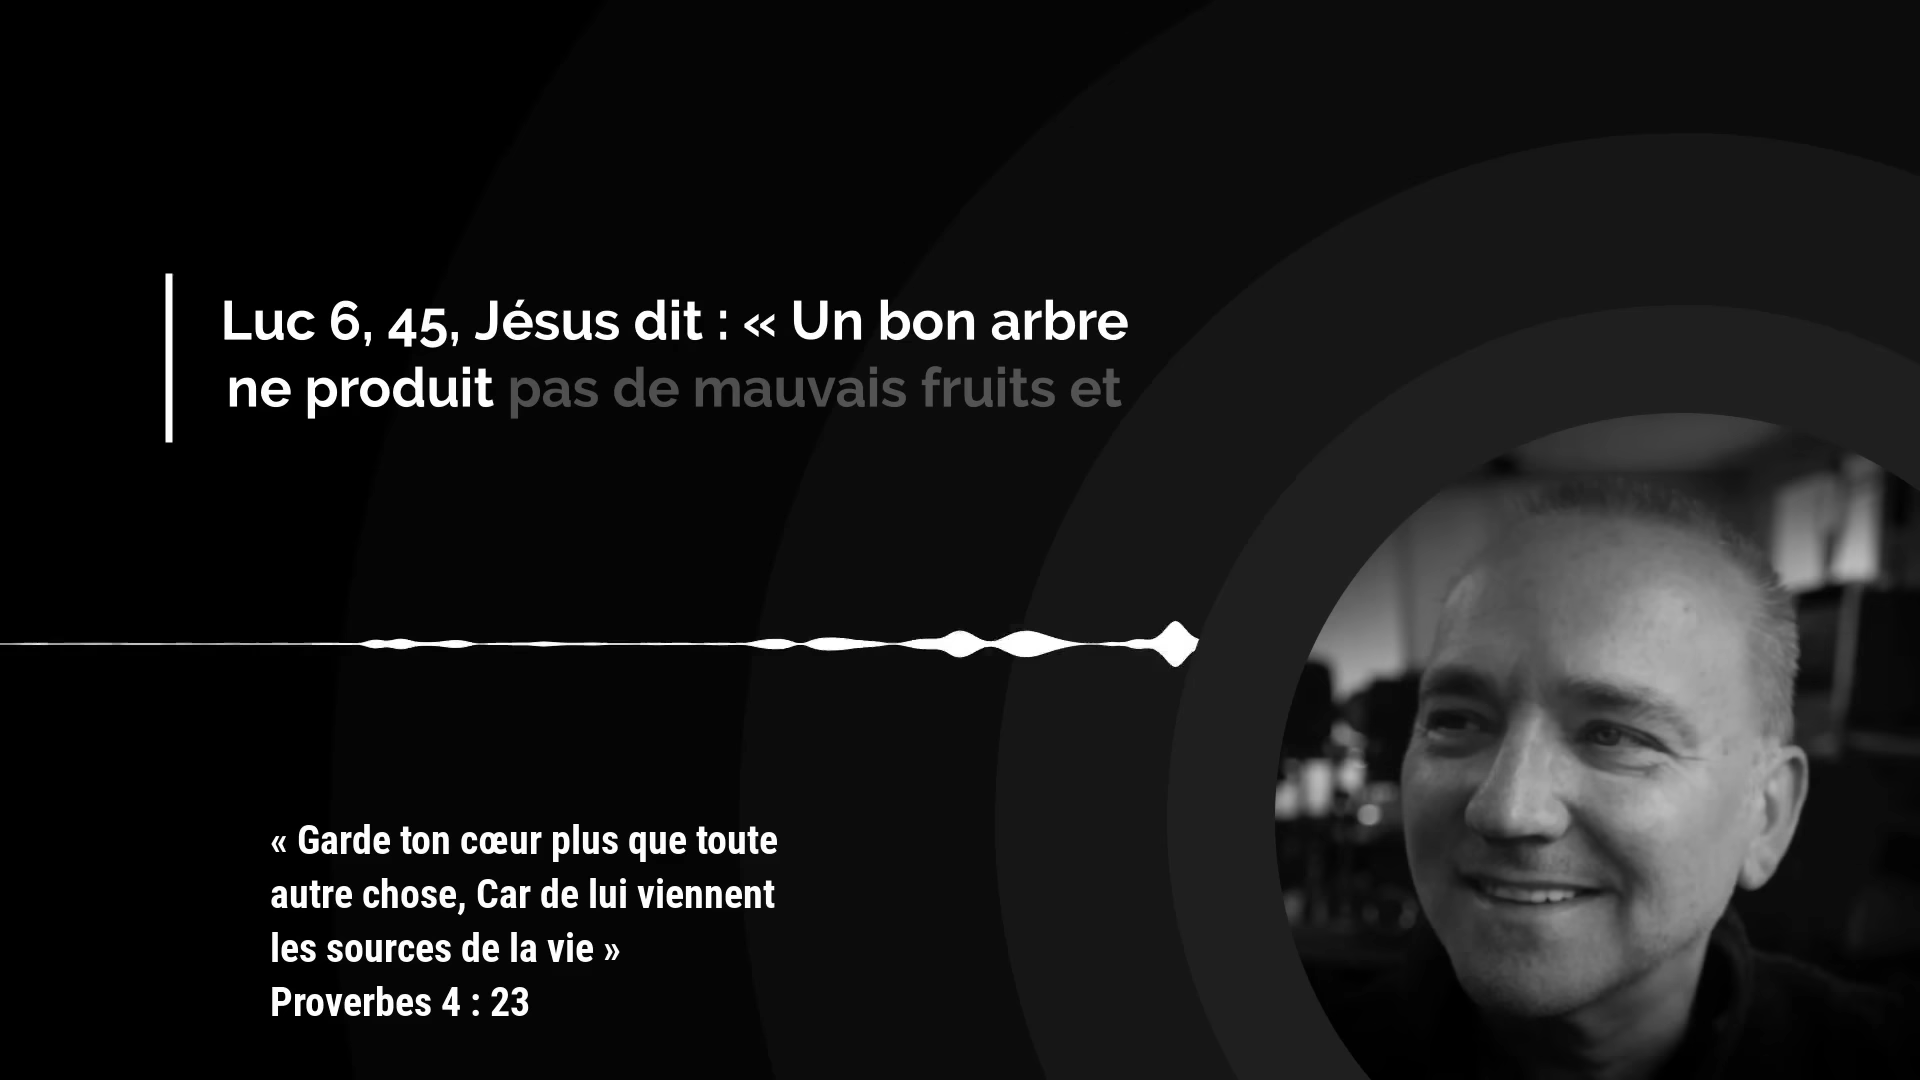 Luc 6, 45, Jésus dit : « Un bon arbre
ne produit pas de mauvais fruits et
« Garde ton cœur plus que toute
autre chose, Car de lui viennent
les sources de la vie »
Proverbes 4 : 23